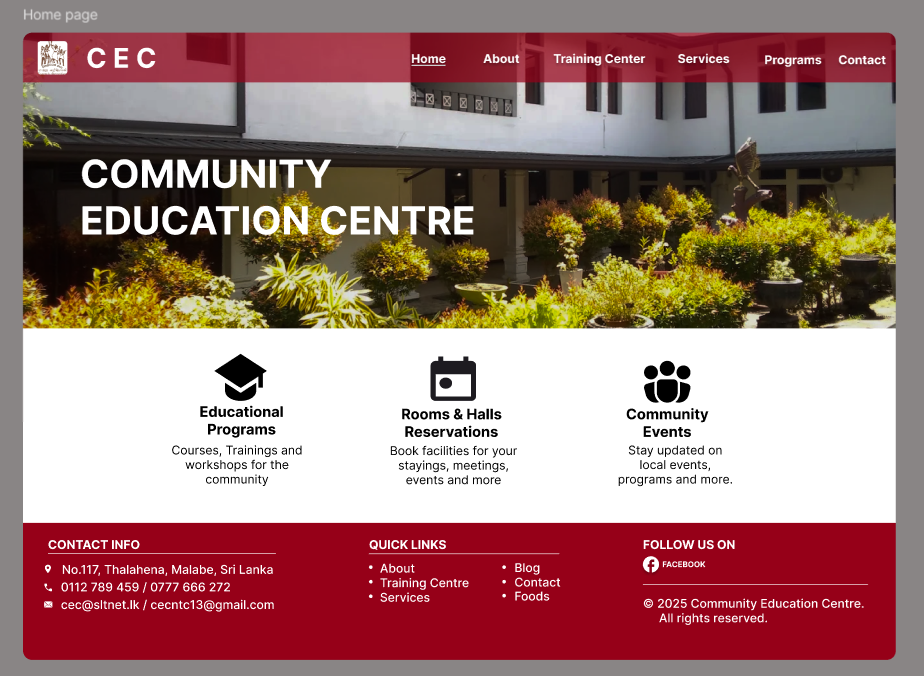 Home page
CEC
Home
About
Training Center
Services
Programs
Contact
COMMUNITY
EDUCATION CENTRE
Educational
Programs
Courses, Trainings and
workshops for the
community
Rooms & Halls
Reservations
Book facilities for your
stayings, meetings,
events and more
Community
Events
Stay updated on
local events,
programs and more.
CONTACT INFO
No.117, Thalahena, Malabe, Sri Lanka
0112 789 459 / 0777 666 272
cec@sltnet.lk / cecntc13@gmail.com
QUICK LINKS
• About
• Training Centre
• Services
• Blog
• Contact
• Foods
FOLLOW US ON
FACEBOOK
© 2025 Community Education Centre.
All rights reserved.